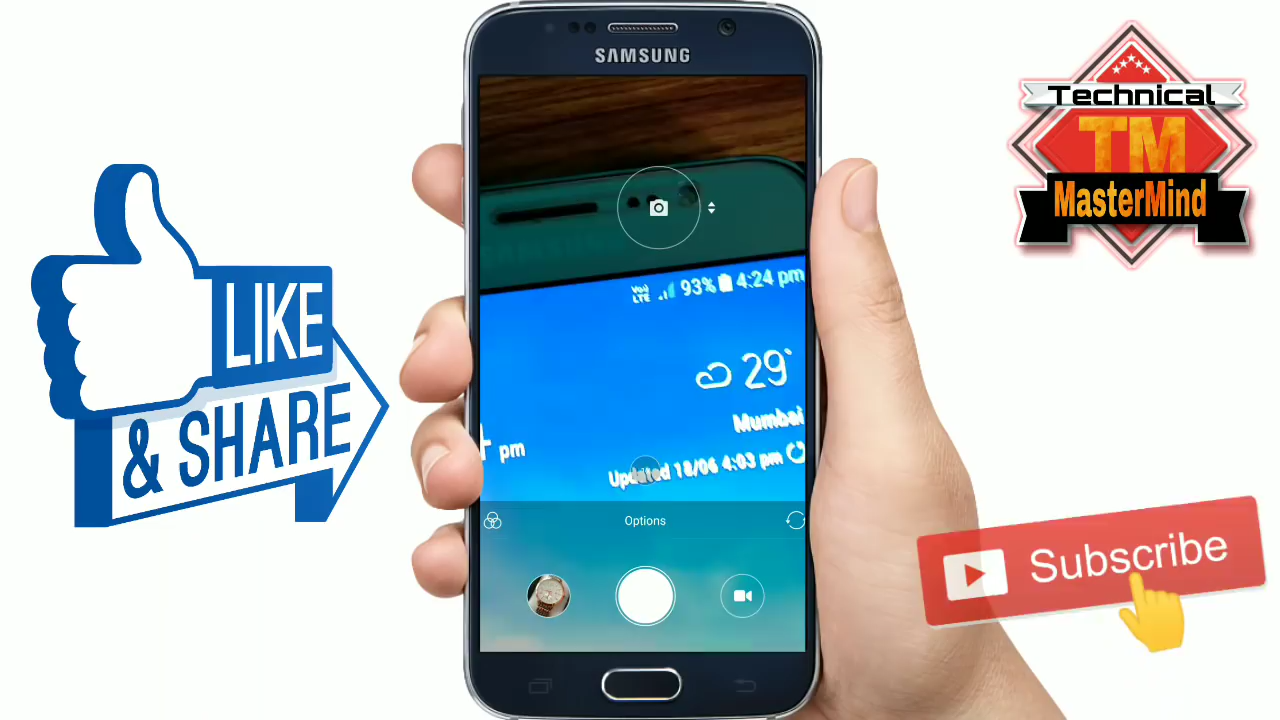 SAMSUNG
Technical
TM
MasterMind
VoLTE 93% 4:24 pm
29°
LIKE
& SHARE
Mumbai
pm
Updated 18/06 4:03 pm
Options
Subscribe